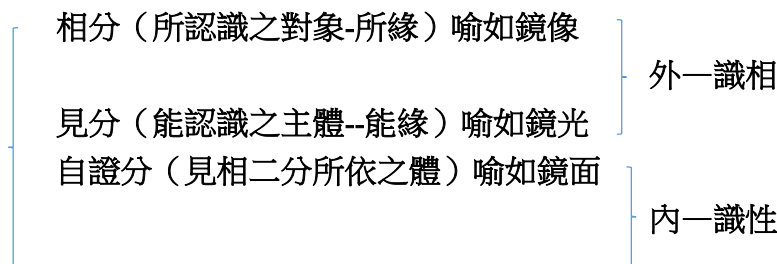 相分（所認識之對象-所緣）喻如鏡像
外—識相
見分（能認識之主體--能緣）喻如鏡光
自證分（見相二分所依之體）喻如鏡面
內—識性